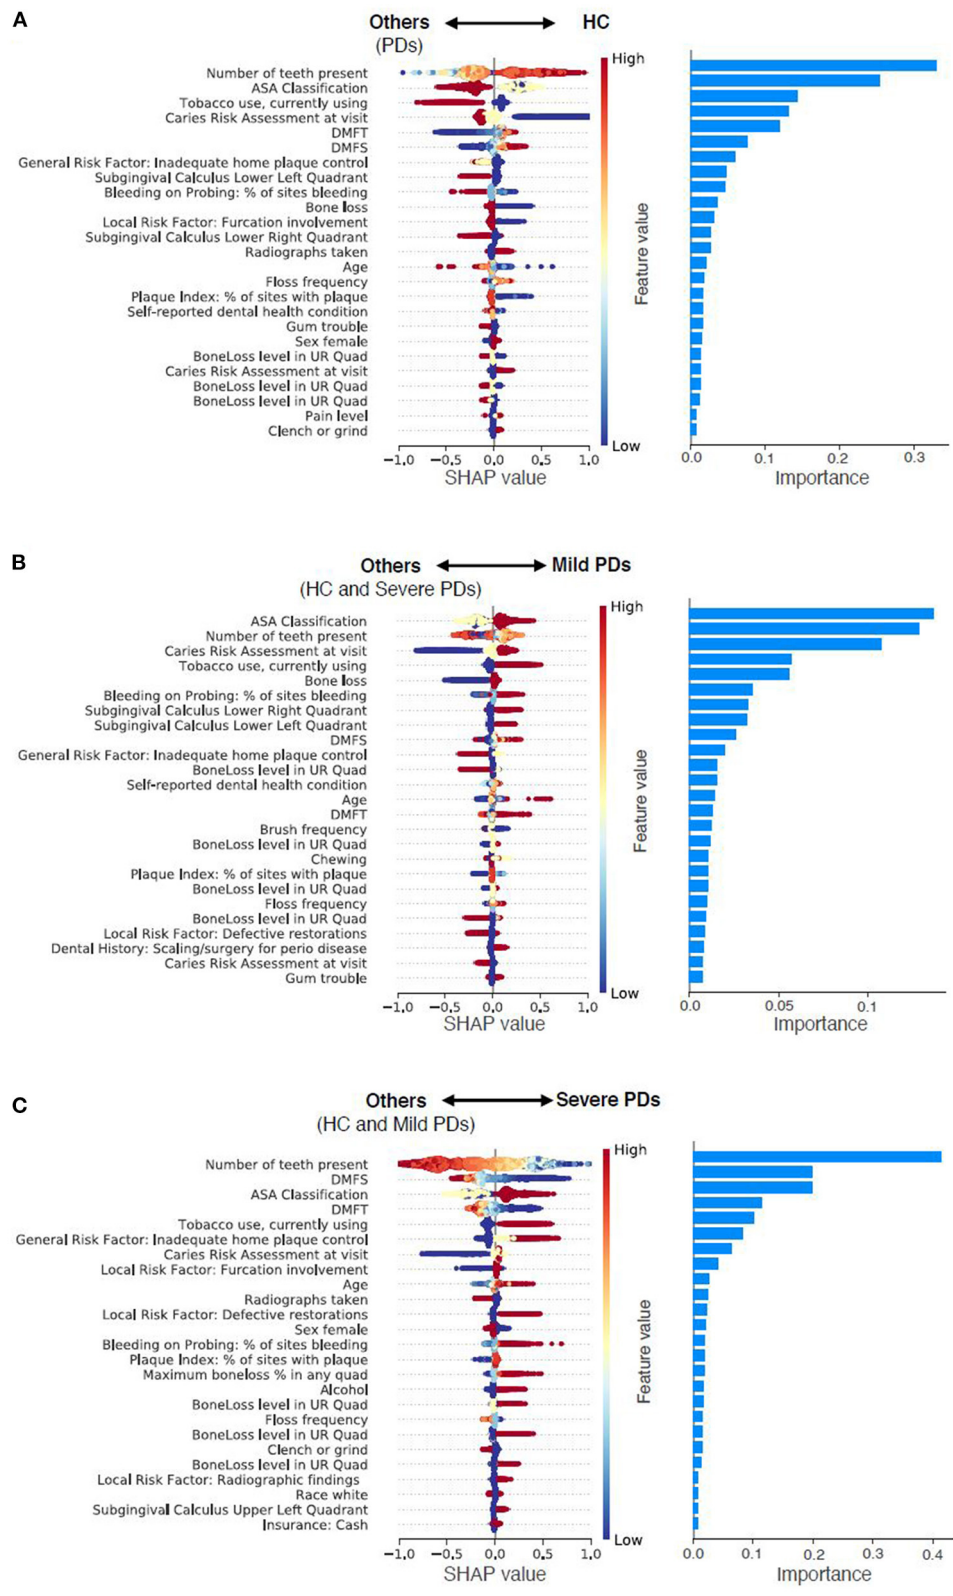 A
Others HC
(PDs)
High
Number of teeth present
ASA Classification
Tobacco use, currently using
Caries Risk Assessment at visit
DMFT
DMFS
General Risk Factor: Inadequate home plaque control
Subgingival Calculus Lower Left Quadrant
Bleeding on Probing: % of sites bleeding
Bone loss
Local Risk Factor: Furcation involvement
Subgingival Calculus Lower Right Quadrant
Radiographs taken
Age
Floss frequency
Plaque Index: % of sites with plaque
Self-reported dental health condition
Gum trouble
Sex female
BoneLoss level in UR Quad
Caries Risk Assessment at visit
BoneLoss level in UR Quad
BoneLoss level in UR Quad
Pain level
Clench or grind
Low
Feature value
−1.0 −0.5 0.0 0.5 1.0
SHAP value
0.0 0.1 0.2 0.3
Importance
B
Others Mild PDs
(HC and Severe PDs)
High
ASA Classification
Number of teeth present
Caries Risk Assessment at visit
Tobacco use, currently using
Bone loss
Bleeding on Probing: % of sites bleeding
Subgingival Calculus Lower Right Quadrant
Subgingival Calculus Lower Left Quadrant
DMFS
General Risk Factor: Inadequate home plaque control
BoneLoss level in UR Quad
Self-reported dental health condition
Age
DMFT
Brush frequency
BoneLoss level in UR Quad
Chewing
Plaque Index: % of sites with plaque
BoneLoss level in UR Quad
Floss frequency
BoneLoss level in UR Quad
Local Risk Factor: Defective restorations
Dental History: Scaling/surgery for perio disease
Caries Risk Assessment at visit
Gum trouble
Low
Feature value
−1.0 −0.5 0.0 0.5 1.0
SHAP value
0.0 0.05 0.1
Importance
C
Others Severe PDs
(HC and Mild PDs)
High
Number of teeth present
DMFS
ASA Classification
DMFT
Tobacco use, currently using
General Risk Factor: Inadequate home plaque control
Caries Risk Assessment at visit
Local Risk Factor: Furcation involvement
Age
Radiographs taken
Local Risk Factor: Defective restorations
Sex female
Bleeding on Probing: % of sites bleeding
Plaque Index: % of sites with plaque
Maximum boneloss % in any quad
Alcohol
BoneLoss level in UR Quad
Floss frequency
BoneLoss level in UR Quad
Clench or grind
BoneLoss level in UR Quad
Local Risk Factor: Radiographic findings
Race white
Subgingival Calculus Upper Left Quadrant
Insurance: Cash
Low
Feature value
−1.0 −0.5 0.0 0.5 1.0
SHAP value
0.0 0.1 0.2 0.3 0.4
Importance